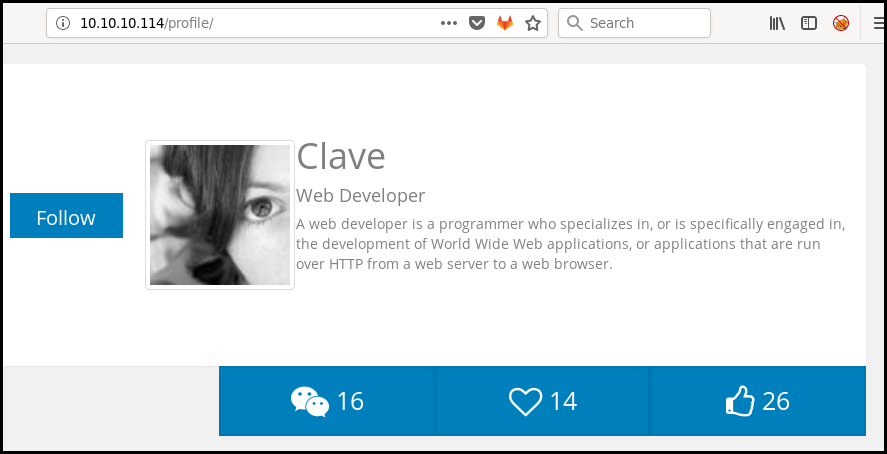 10.10.10.114/profile/
Search
Clave
Web Developer
A web developer is a programmer who specializes in, or is specifically engaged in,
the development of World Wide Web applications, or applications that are run
over HTTP from a web server to a web browser.
Follow
16
14
26